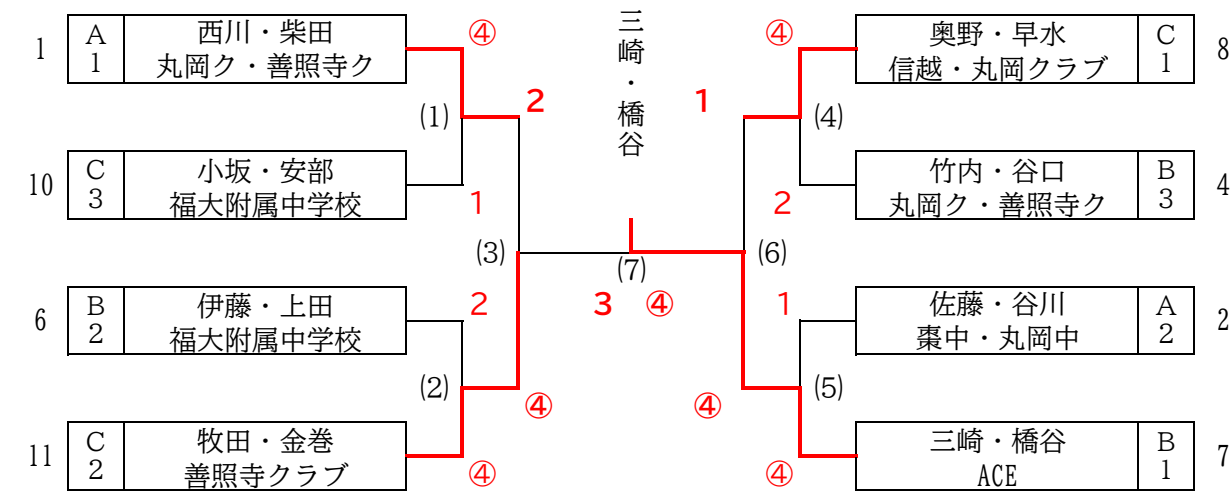 1
A
1
西川・柴田
丸岡ク・善照寺ク
④
(1)
2
10
C
3
小坂・安部
福大附属中学校
1
(3)
6
B
2
伊藤・上田
福大附属中学校
2
(2)
④
11
C
2
牧田・金巻
善照寺クラブ
④
三崎・橋谷
(7)
3 ④
④
奥野・早水
信越・丸岡クラブ
C
1
8
1
(4)
2
竹内・谷口
丸岡ク・善照寺ク
B
3
4
(6)
1
佐藤・谷川
棗中・丸岡中
A
2
2
④
(5)
④
三崎・橋谷
ACE
B
1
7